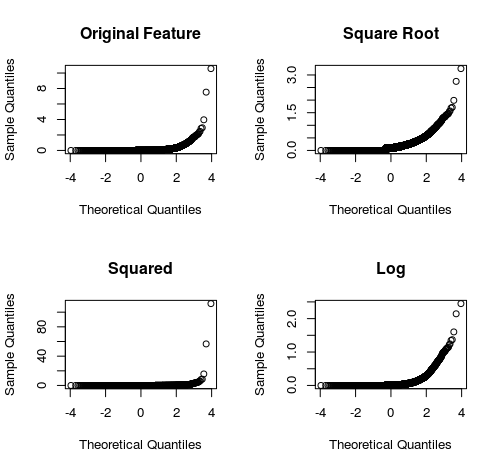 Original Feature
Sample Quantiles
0 4 8
-4 -2 0 2 4
Theoretical Quantiles
Square Root
Sample Quantiles
0.0 1.5 3.0
-4 -2 0 2 4
Theoretical Quantiles
Squared
Sample Quantiles
0 40 80
-4 -2 0 2 4
Theoretical Quantiles
Log
Sample Quantiles
0.0 1.0 2.0
-4 -2 0 2 4
Theoretical Quantiles